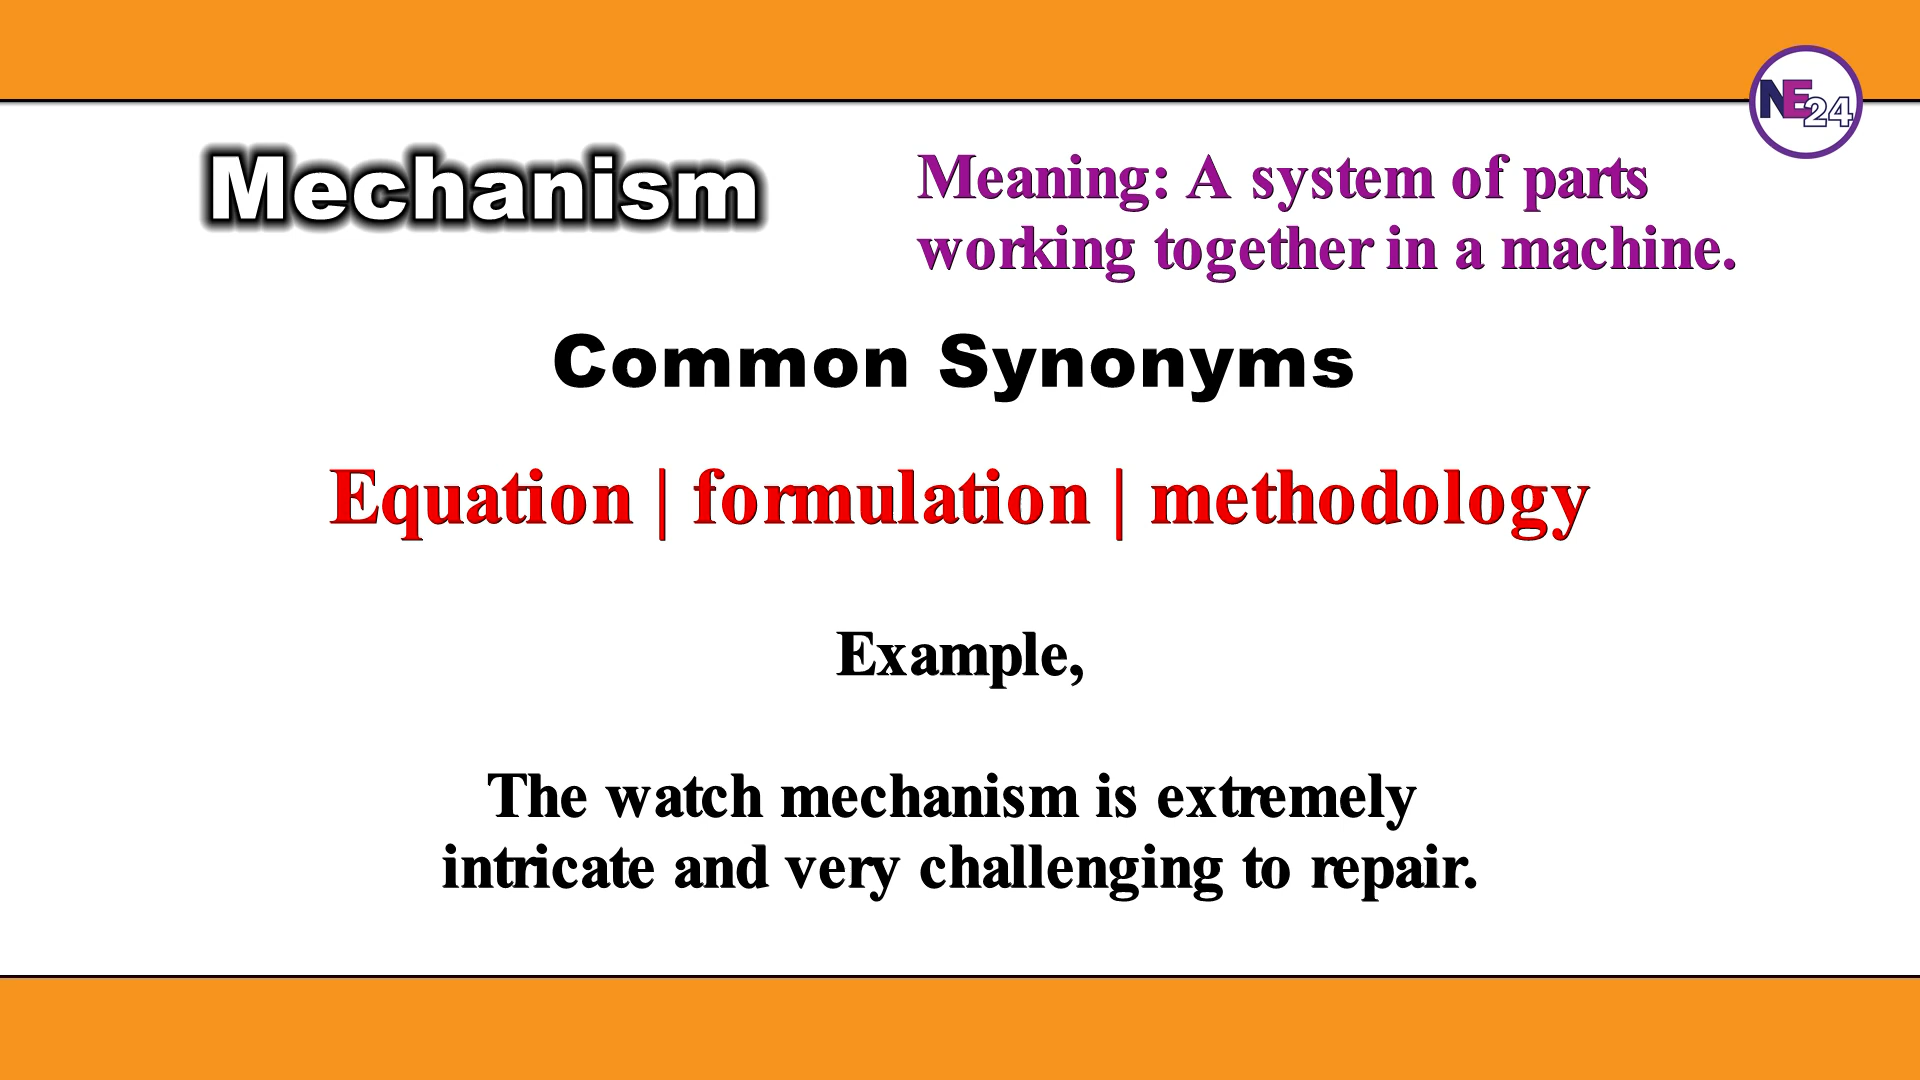 NE24
Mechanism
Meaning: A system of parts
working together in a machine.
Common Synonyms
Equation | formulation | methodology
Example,
The watch mechanism is extremely
intricate and very challenging to repair.